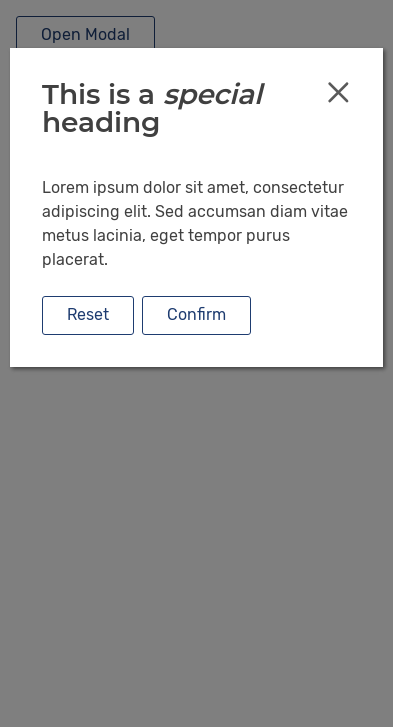 Open Modal
This is a special
heading
Lorem ipsum dolor sit amet, consectetur
adipiscing elit. Sed accumsan diam vitae
metus lacinia, eget tempor purus
placerat.
Reset Confirm